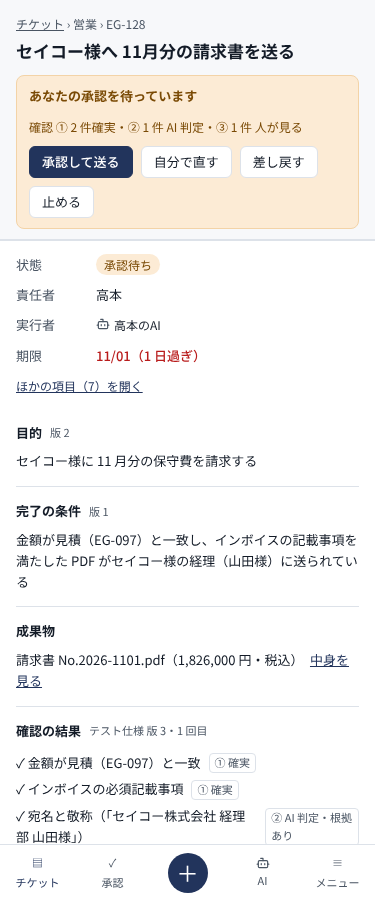 チケット › 営業 › EG-128
セイコー様へ 11月分の請求書を送る
あなたの承認を待っています
確認 ① 2 件確実・② 1 件 AI 判定・③ 1 件 人が見る
承認して送る 自分で直す 差し戻す
止める
状態 承認待ち
責任者 高本
実行者 高本のAI
期限 11/01（1 日過ぎ）
ほかの項目（7）を開く
目的 版 2
セイコー様に 11 月分の保守費を請求する
完了の条件 版 1
金額が見積（EG-097）と一致し、インボイスの記載事項を
満たした PDF がセイコー様の経理（山田様）に送られてい
る
成果物
請求書 No.2026-1101.pdf（1,826,000 円・税込） 中身を
見る
確認の結果 テスト仕様 版 3・1 回目
✓ 金額が見積（EG-097）と一致 ① 確実
✓ インボイスの必須記載事項 ① 確実
✓ 宛名と敬称（「セイコー株式会社 経理 ② AI 判定・根拠
部 山田様」） あり
チケット 承認 AI メニュー